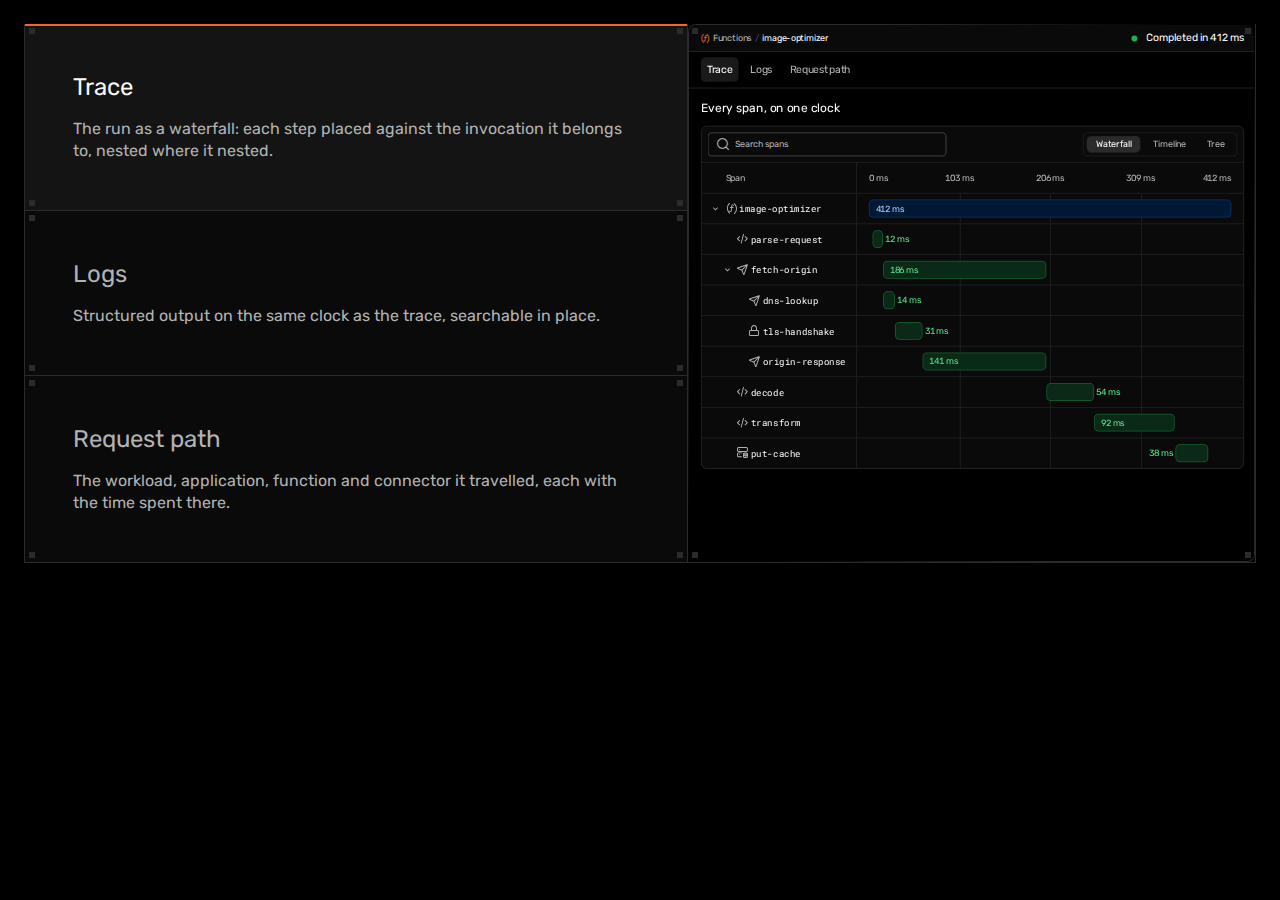 Trace
The run as a waterfall: each step placed against the invocation it belongs
to, nested where it nested.
Logs
Structured output on the same clock as the trace, searchable in place.
Request path
The workload, application, function and connector it travelled, each with
the time spent there.
Functions / image-optimizer
Completed in 412 ms
Trace Logs Request path
Every span, on one clock
Search spans
Waterfall Timeline Tree
Span 0 ms 103 ms 206 ms 309 ms 412 ms
image-optimizer 412 ms
parse-request 12 ms
fetch-origin 186 ms
dns-lookup 14 ms
tls-handshake 31 ms
origin-response 141 ms
decode 54 ms
transform 92 ms
put-cache 38 ms